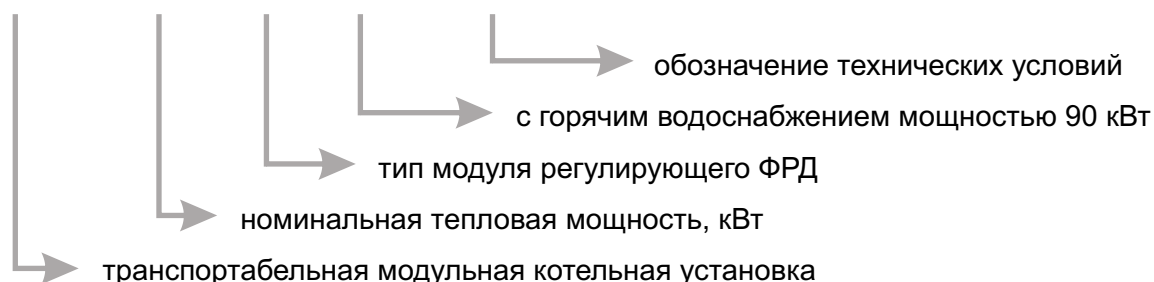 обозначение технических условий
с горячим водоснабжением мощностью 90 кВт
тип модуля регулирующего ФРД
номинальная тепловая мощность, кВт
транспортабельная модульная котельная установка